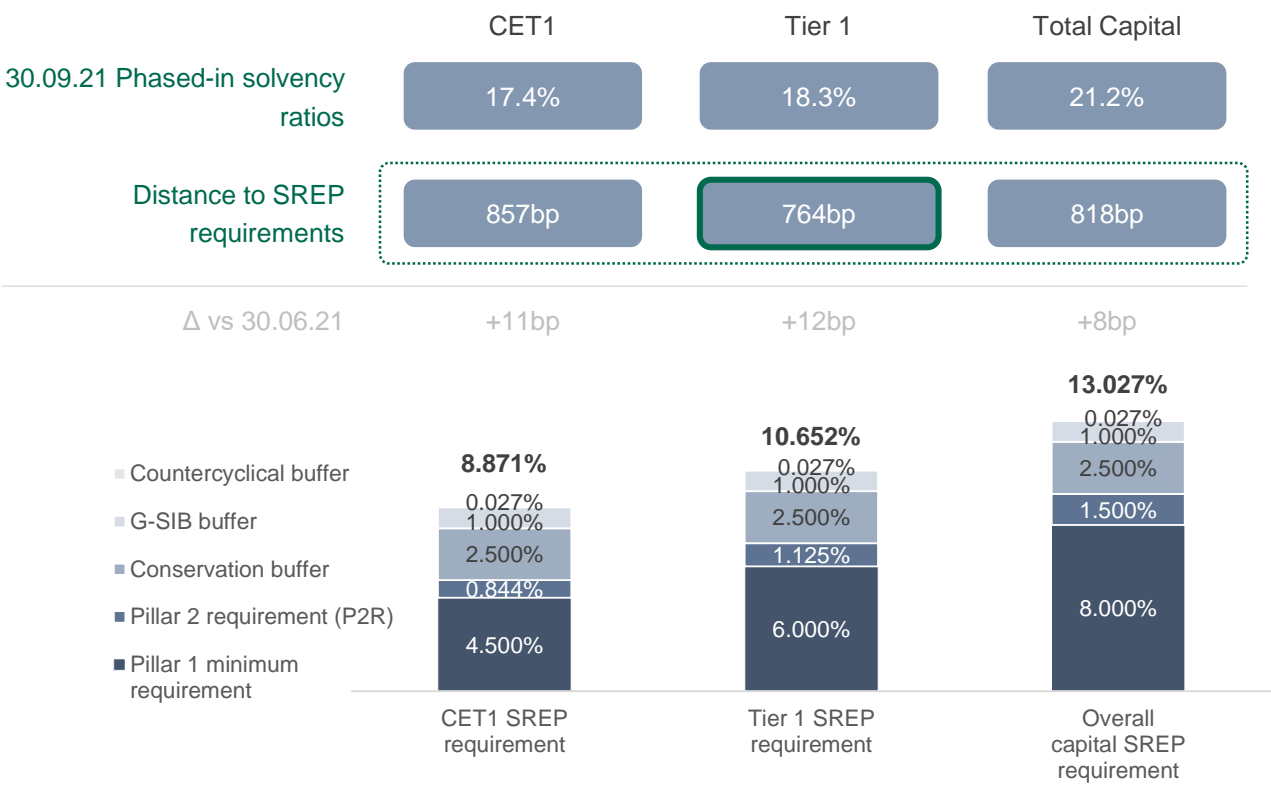 CET1 Tier 1 Total Capital
30.09.21 Phased-in solvency
ratios
17.4% 18.3% 21.2%
Distance to SREP
requirements
857bp 764bp 818bp
Δ vs 30.06.21 +11bp +12bp +8bp
Countercyclical buffer
G-SIB buffer
Conservation buffer
Pillar 2 requirement (P2R)
Pillar 1 minimum
requirement
8.871%
0.027%
1.000%
2.500%
0.844%
4.500%
CET1 SREP
requirement
10.652%
0.027%
1.000%
2.500%
1.125%
6.000%
Tier 1 SREP
requirement
13.027%
0.027%
1.000%
2.500%
1.500%
8.000%
Overall
capital SREP
requirement